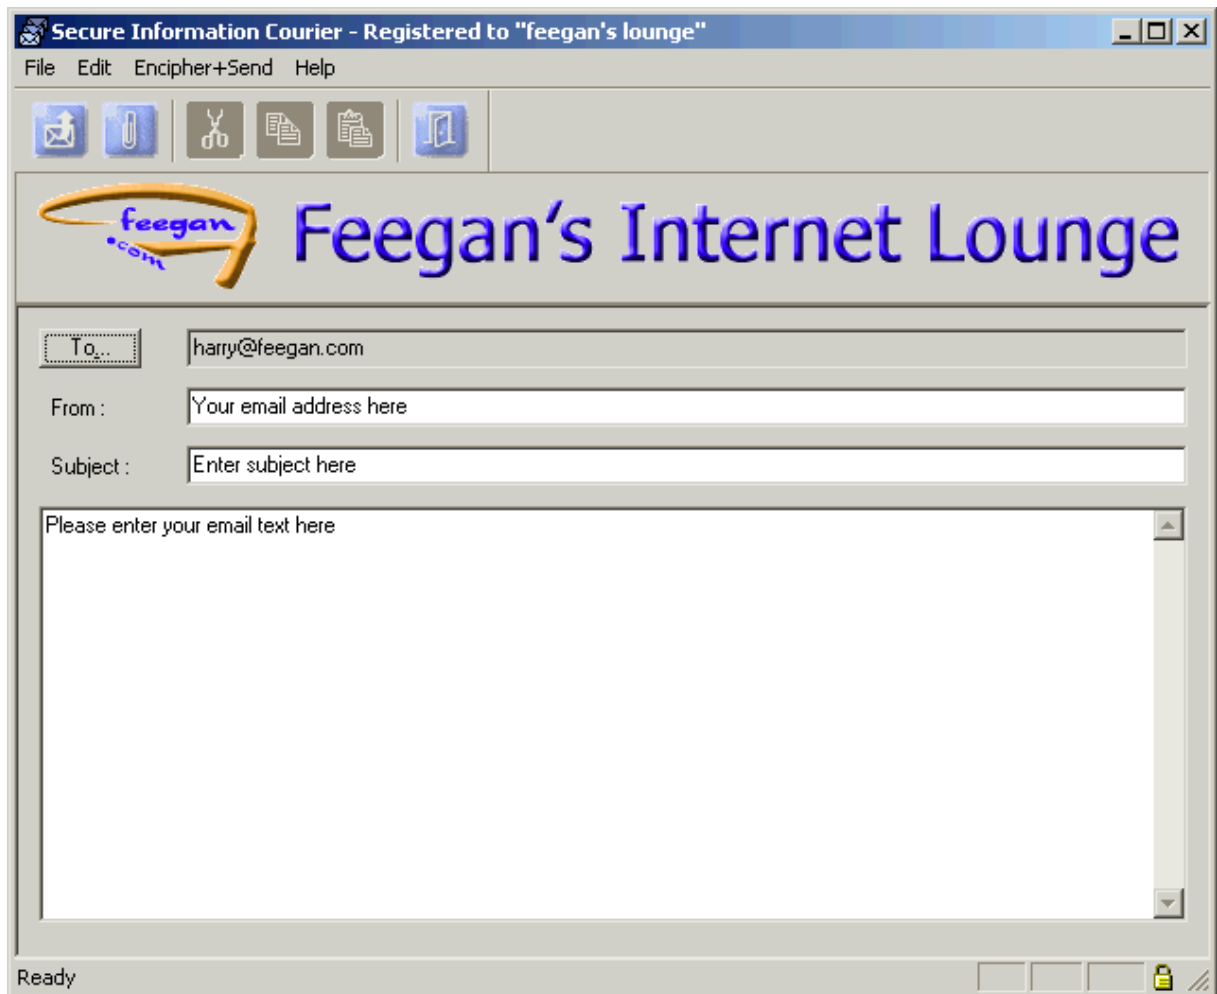 Secure Information Courier - Registered to "feegan's lounge"
File Edit Encipher+Send Help
feegan
.com
Feegan's Internet Lounge
To...
harry@feegan.com
From :
Your email address here
Subject :
Enter subject here
Please enter your email text here
Ready